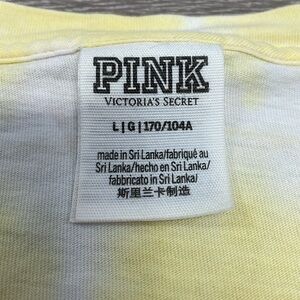 PINK
VICTORIA'S SECRET
L | G | 170/104A
made in Sri Lanka/fabriqué au
Sri Lanka/hecho en Sri Lanka/
fabbricato in Sri Lanka/
斯里兰卡制造